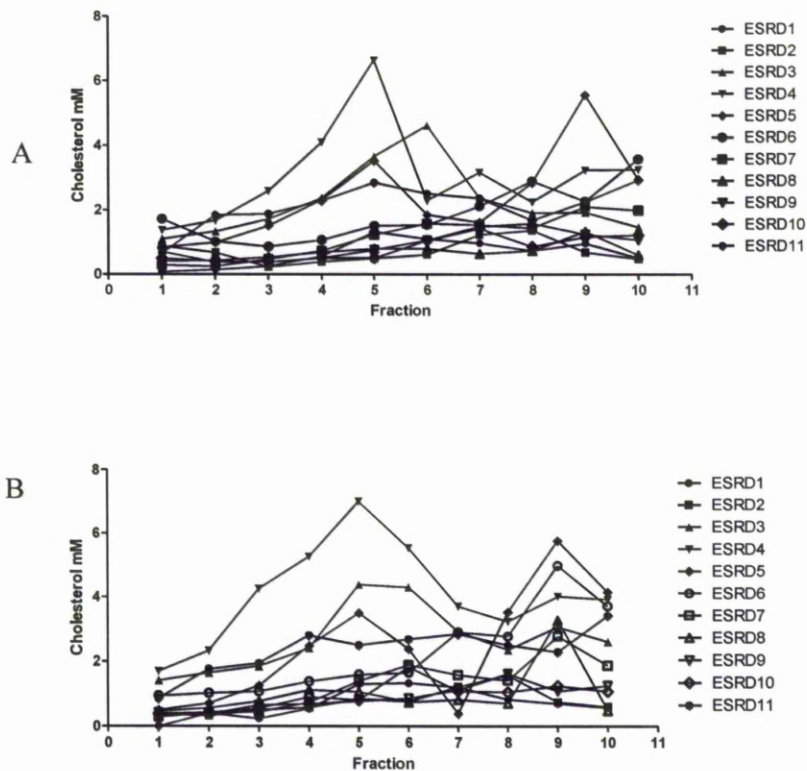 A
Cholesterol mM
8
6
4
2
0
0 1 2 3 4 5 6 7 8 9 10 11
Fraction
ESRD1
ESRD2
ESRD3
ESRD4
ESRD5
ESRD6
ESRD7
ESRD8
ESRD9
ESRD10
ESRD11
B
Cholesterol mM
8
6
4
2
0
0 1 2 3 4 5 6 7 8 9 10 11
Fraction
ESRD1
ESRD2
ESRD3
ESRD4
ESRD5
ESRD6
ESRD7
ESRD8
ESRD9
ESRD10
ESRD11